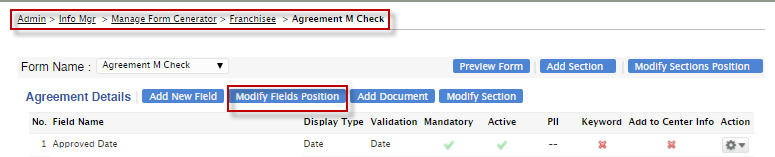 Admin > Info Mgr > Manage Form Generator > Franchisee > Agreement M Check
Form Name : Agreement M Check Preview Form Add Section Modify Sections Position
Agreement Details Add New Field Modify Fields Position Add Document Modify Section
No. Field Name Display Type Validation Mandatory Active PII Keyword Add to Center Info Action
1 Approved Date Date Date --